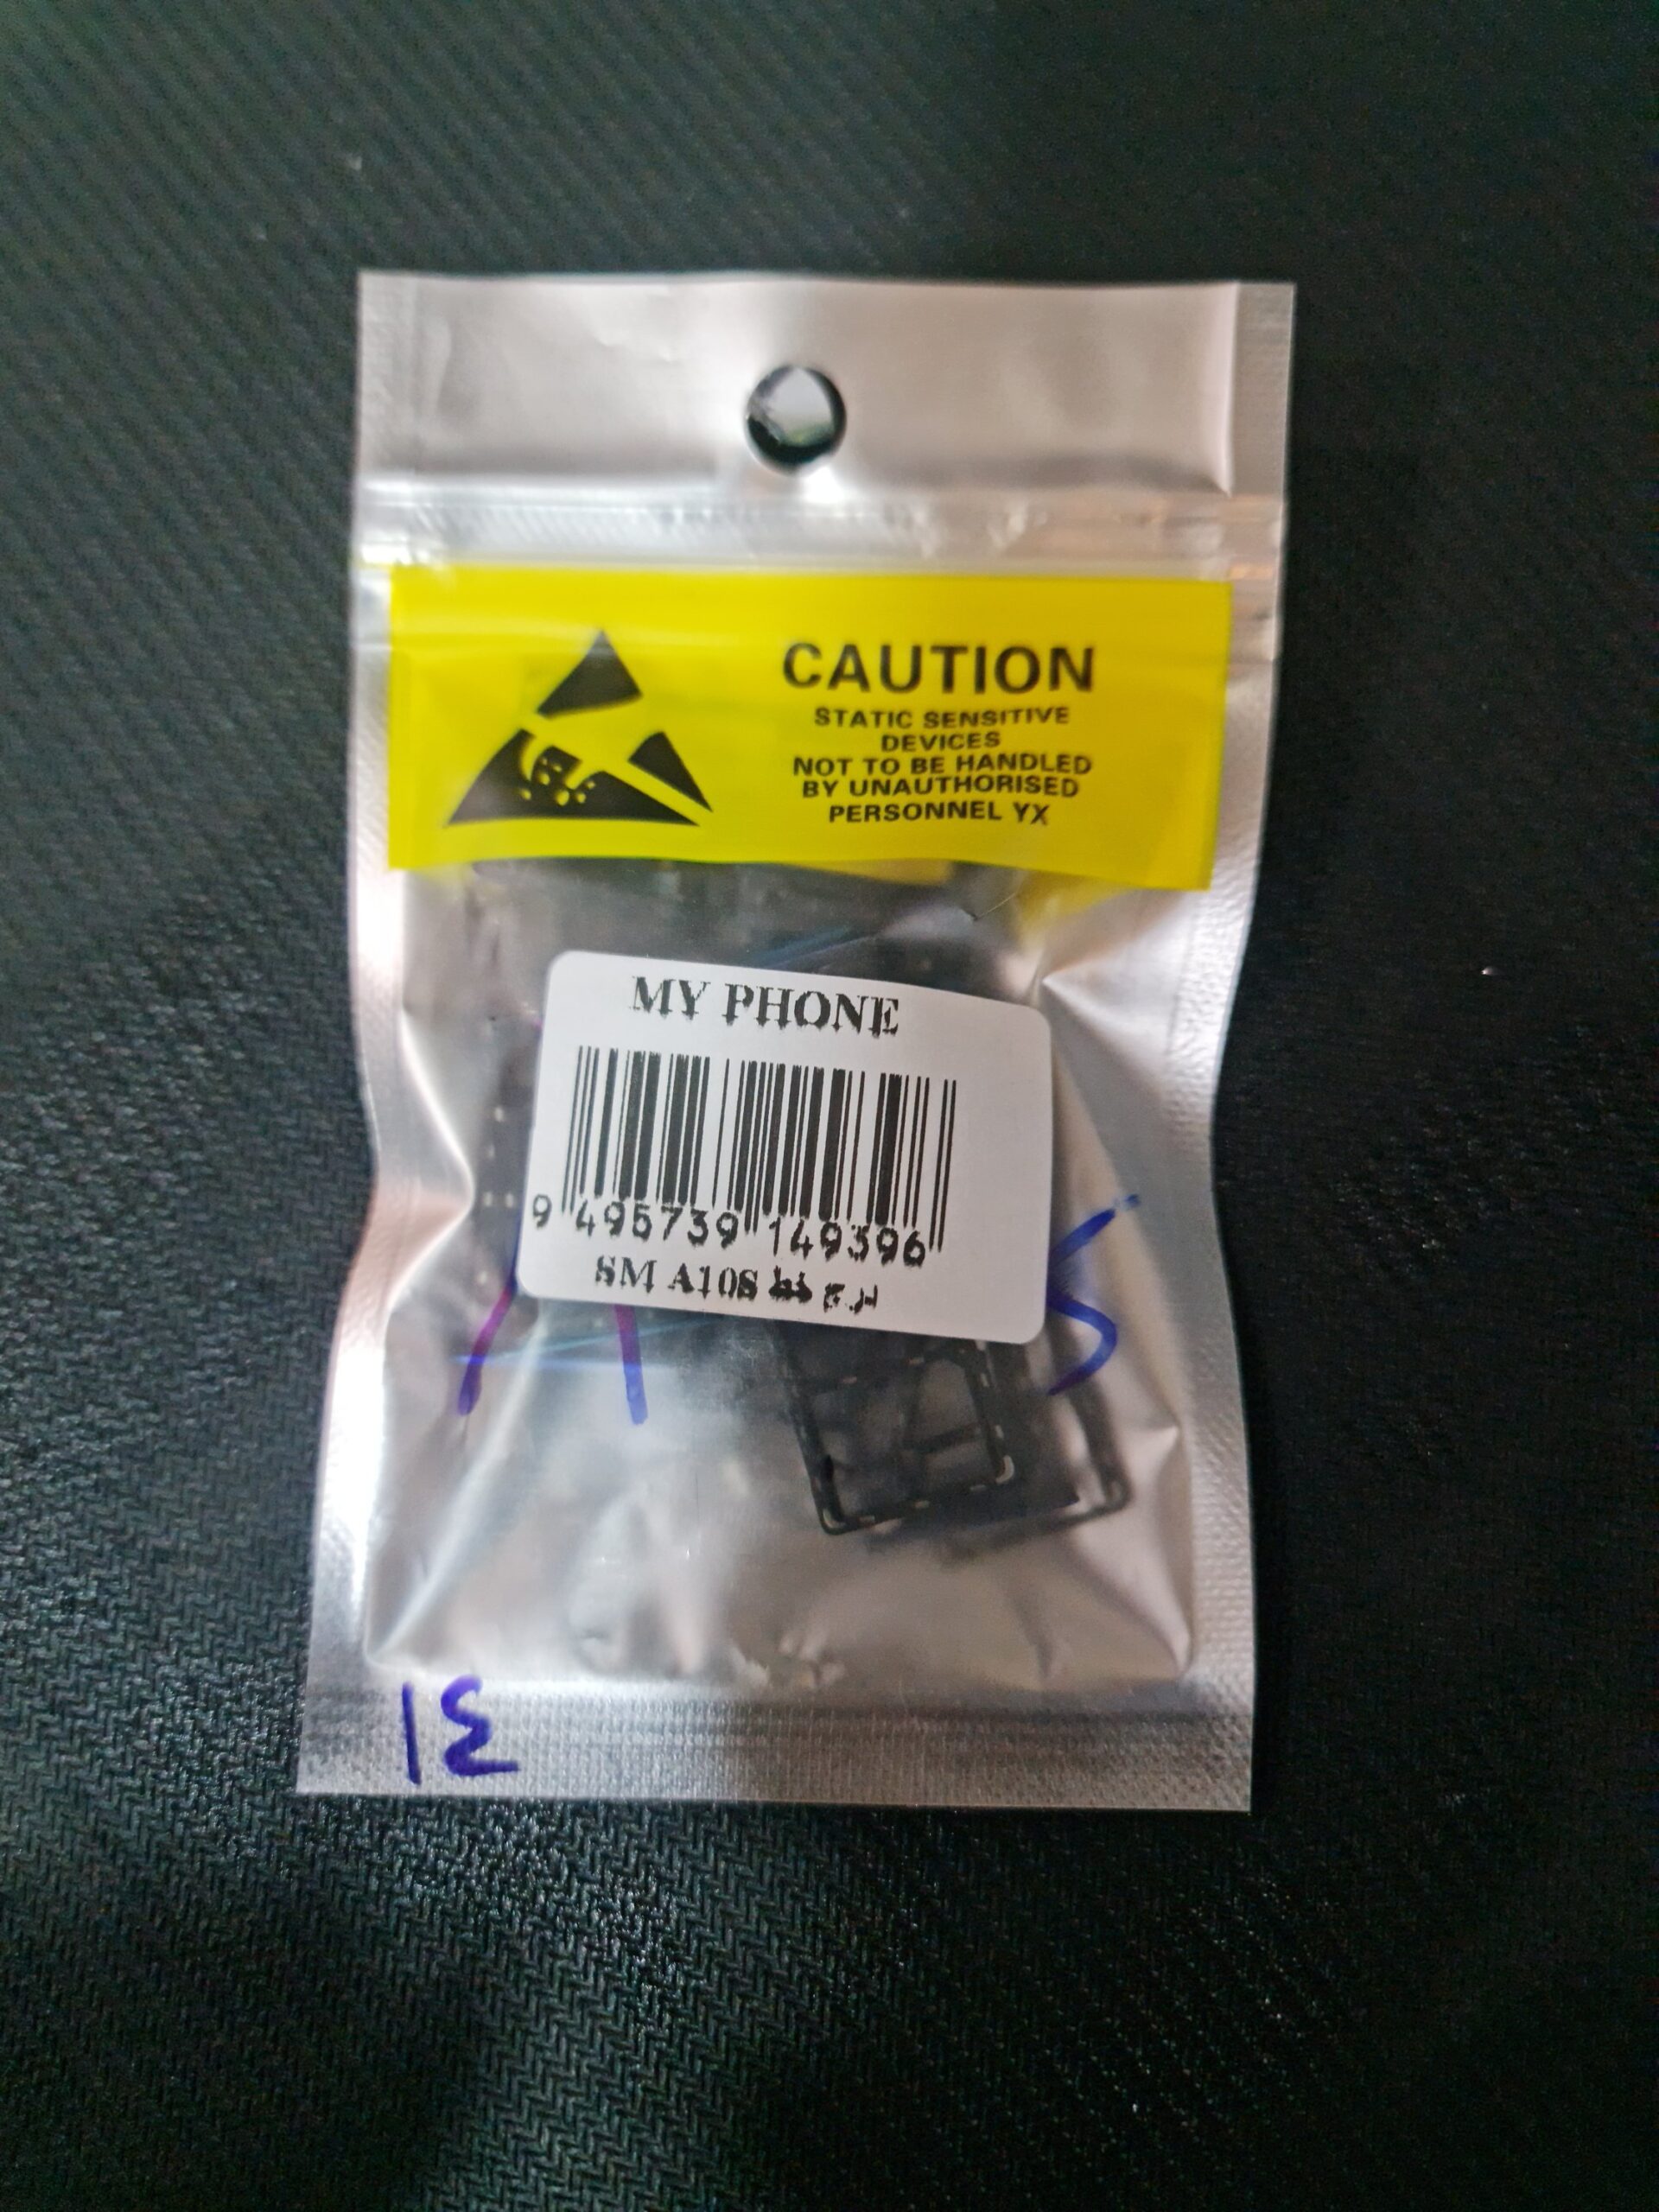 CAUTION
STATIC SENSITIVE
DEVICES
NOT TO BE HANDLED
BY UNAUTHORISED
PERSONNEL YX
MY PHONE
9 495739 149396
SM A10S
S